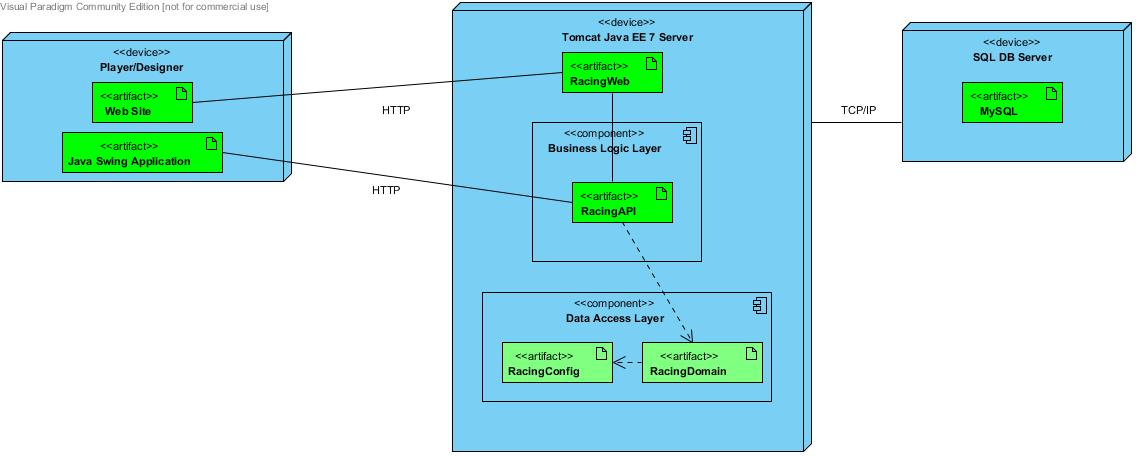 Visual Paradigm Community Edition [not for commercial use]
<<device>>
Player/Designer
<<artifact>>
Web Site
<<artifact>>
Java Swing Application
HTTP
HTTP
<<device>>
Tomcat Java EE 7 Server
<<artifact>>
RacingWeb
<<component>>
Business Logic Layer
<<artifact>>
RacingAPI
<<component>>
Data Access Layer
<<artifact>>
RacingConfig
<<artifact>>
RacingDomain
TCP/IP
<<device>>
SQL DB Server
<<artifact>>
MySQL